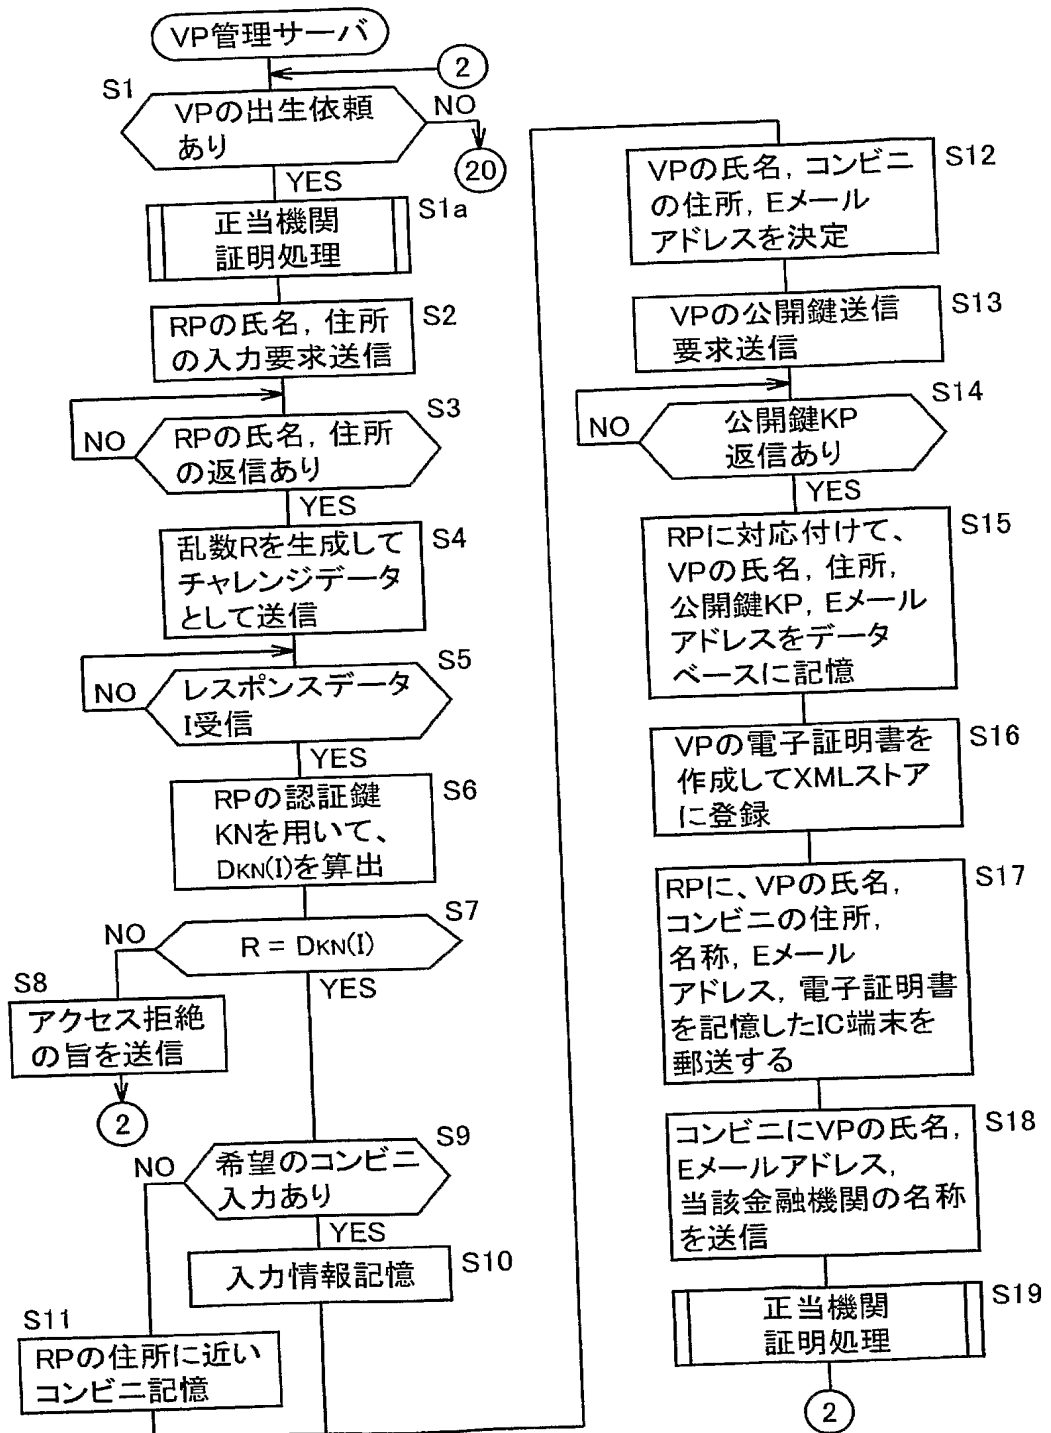 VP管理サーバ
2
S1
VPの出生依頼
あり
NO
20
YES
S1a
正当機関
証明処理
S2
RPの氏名, 住所
の入力要求送信
S3
NO
RPの氏名, 住所
の返信あり
YES
S4
乱数Rを生成して
チャレンジデータ
として送信
S5
NO
レスポンスデータ
I受信
YES
S6
RPの認証鍵
KNを用いて、
DKN(I)を算出
S7
NO
R = DKN(I)
YES
S8
アクセス拒絶
の旨を送信
2
S9
NO
希望のコンビニ
入力あり
YES
S10
入力情報記憶
S11
RPの住所に近い
コンビニ記憶
S12
VPの氏名, コンビニ
の住所, Eメール
アドレスを決定
S13
VPの公開鍵送信
要求送信
S14
NO
公開鍵KP
返信あり
YES
S15
RPに対応付けて、
VPの氏名, 住所,
公開鍵KP, Eメール
アドレスをデータ
ベースに記憶
S16
VPの電子証明書を
作成してXMLストア
に登録
S17
RPに、VPの氏名,
コンビニの住所,
名称, Eメール
アドレス, 電子証明書
を記憶したIC端末を
郵送する
S18
コンビニにVPの氏名,
Eメールアドレス,
当該金融機関の名称
を送信
S19
正当機関
証明処理
2